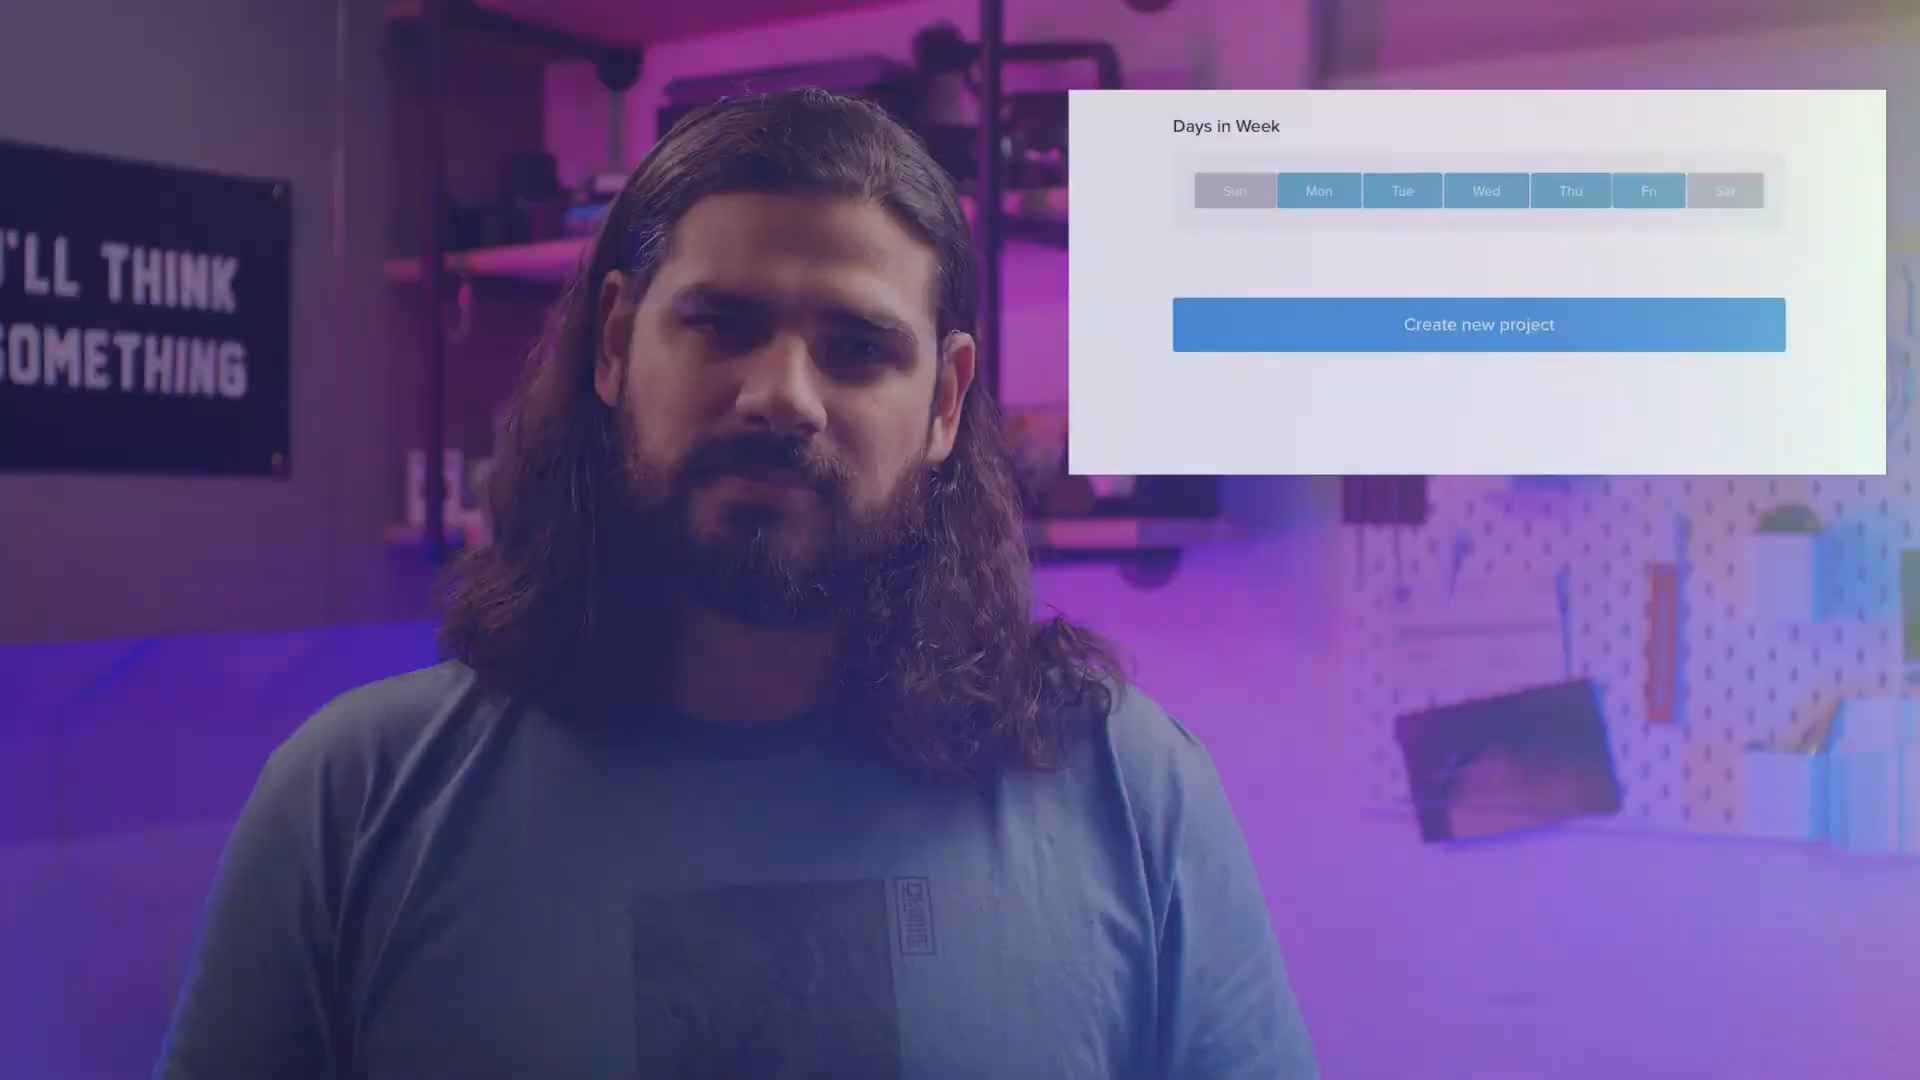 'LL THINK
SOMETHING
Days in Week
Sun Mon Tue Wed Thu Fri Sat
Create new project